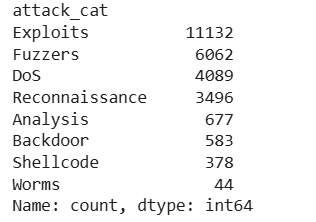 attack_cat
Exploits 11132
Fuzzers 6062
DoS 4089
Reconnaissance 3496
Analysis 677
Backdoor 583
Shellcode 378
Worms 44
Name: count, dtype: int64